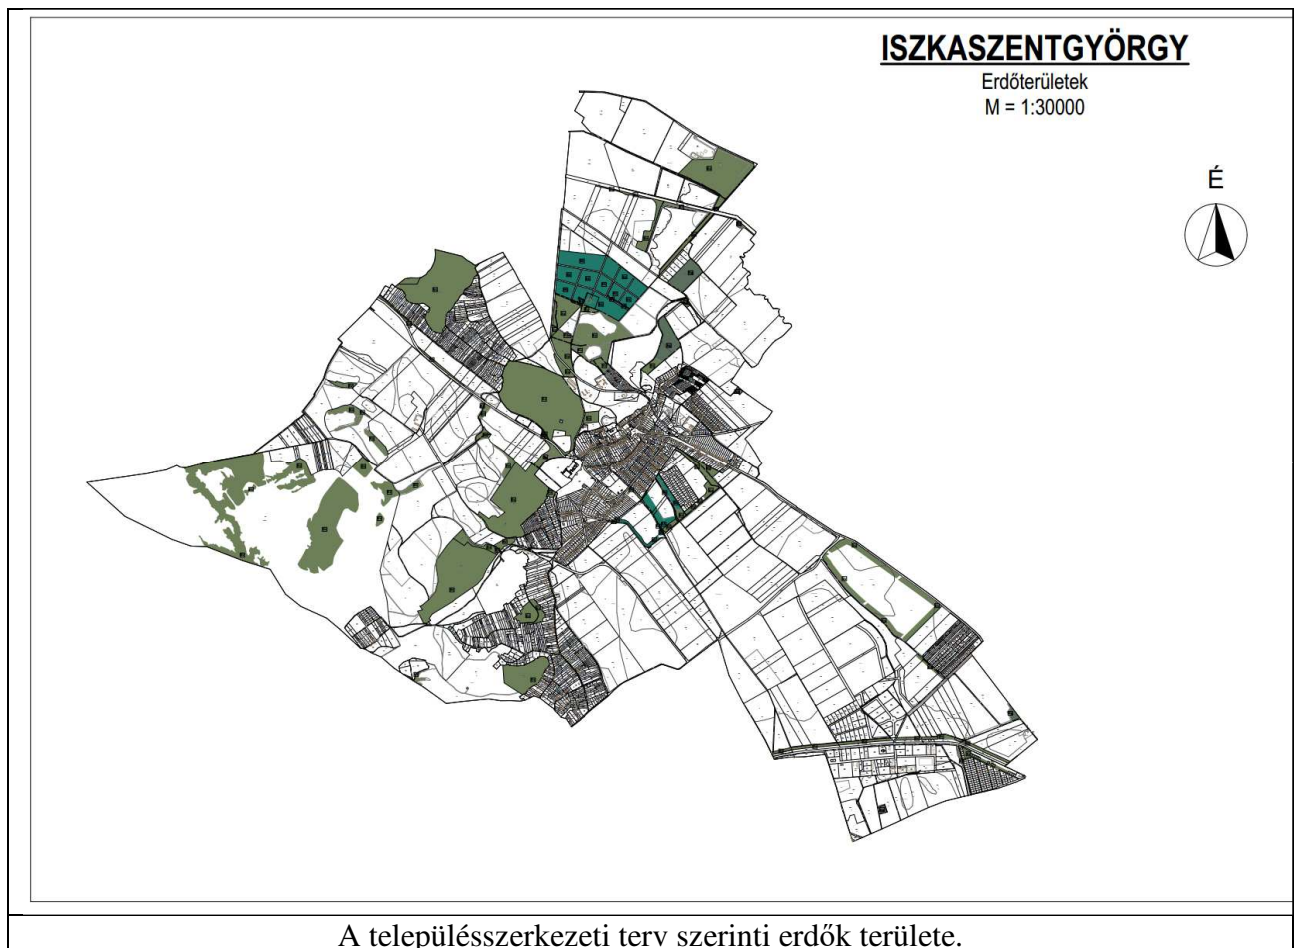 ISZKASZENTGYÖRGY
Erdőterületek
M = 1:30000
É
A településszerkezeti terv szerinti erdők területe.